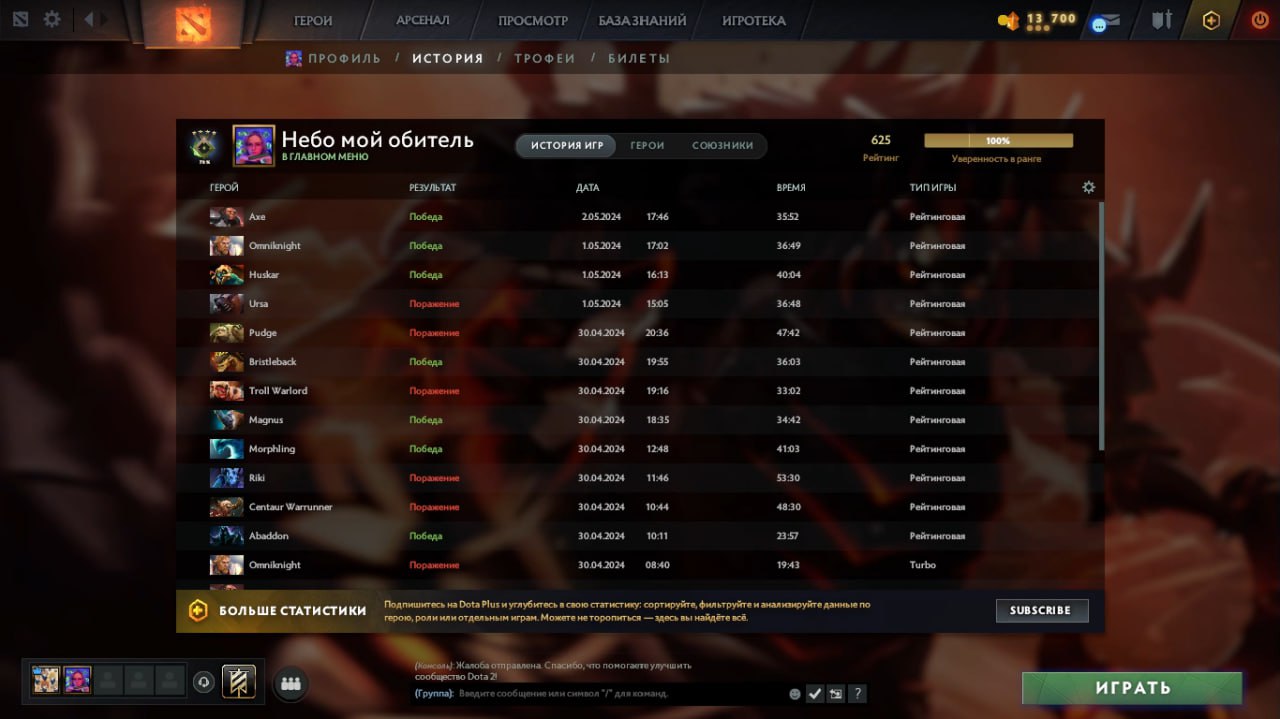 ГЕРОИ АРСЕНАЛ ПРОСМОТР БАЗА ЗНАНИЙ ИГРОТЕКА 13 700
ПРОФИЛЬ / ИСТОРИЯ / ТРОФЕИ / БИЛЕТЫ
Небо мой обитель
В ГЛАВНОМ МЕНЮ
ИСТОРИЯ ИГР ГЕРОИ СОЮЗНИКИ
625 100%
Рейтинг Уверенность в ранге
ГЕРОЙ РЕЗУЛЬТАТ ДАТА ВРЕМЯ ТИП ИГРЫ
Axe Победа 2.05.2024 17:46 35:52 Рейтинговая
Omniknight Победа 1.05.2024 17:02 36:49 Рейтинговая
Huskar Победа 1.05.2024 16:13 40:04 Рейтинговая
Ursa Поражение 1.05.2024 15:05 36:48 Рейтинговая
Pudge Поражение 30.04.2024 20:36 47:42 Рейтинговая
Bristleback Победа 30.04.2024 19:55 36:03 Рейтинговая
Troll Warlord Поражение 30.04.2024 19:16 33:02 Рейтинговая
Magnus Победа 30.04.2024 18:35 34:42 Рейтинговая
Morphling Победа 30.04.2024 12:48 41:03 Рейтинговая
Riki Поражение 30.04.2024 11:46 53:30 Рейтинговая
Centaur Warrunner Поражение 30.04.2024 10:44 48:30 Рейтинговая
Abaddon Победа 30.04.2024 10:11 23:57 Рейтинговая
Omniknight Поражение 30.04.2024 08:40 19:43 Turbo
БОЛЬШЕ СТАТИСТИКИ
Подпишитесь на Dota Plus и углубитесь в свою статистику: сортируйте, фильтруйте и анализируйте данные по
герою, роли или отдельным играм. Можете не торопиться — здесь вы найдёте всё.
SUBSCRIBE
(Консоль): Жалоба отправлена. Спасибо, что помогаете улучшить
сообщество Dota 2!
(Группа): Введите сообщение или символ "/" для команд.
?
ИГРАТЬ